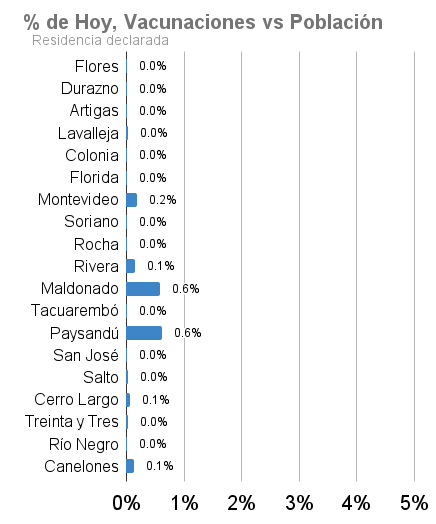 % de Hoy, Vacunaciones vs Población
Residencia declarada
Flores 0.0%
Durazno 0.0%
Artigas 0.0%
Lavalleja 0.0%
Colonia 0.0%
Florida 0.0%
Montevideo 0.2%
Soriano 0.0%
Rocha 0.0%
Rivera 0.1%
Maldonado 0.6%
Tacuarembó 0.0%
Paysandú 0.6%
San José 0.0%
Salto 0.0%
Cerro Largo 0.1%
Treinta y Tres 0.0%
Río Negro 0.0%
Canelones 0.1%
0% 1% 2% 3% 4% 5%